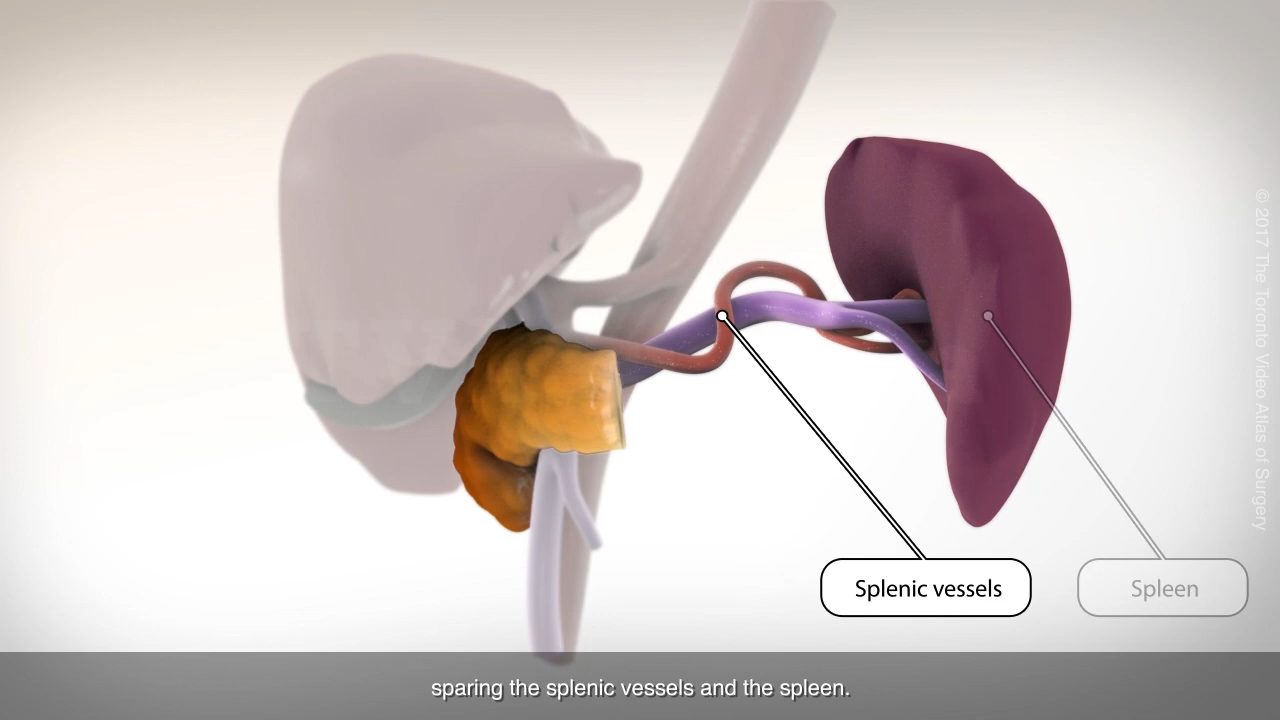 © 2017 The Toronto Video Atlas of Surgery
Splenic vessels
Spleen
sparing the splenic vessels and the spleen.